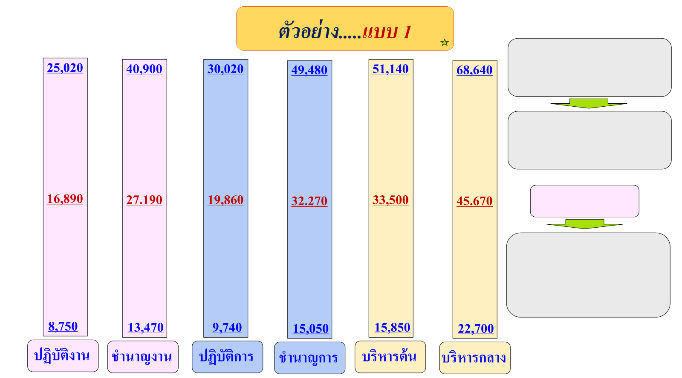 ตัวอย่าง.....แบบ 1
25,020 40,900 30,020 49,480 51,140 68,640
16,890 27.190 19,860 32.270 33,500 45.670
8,750 13,470 9,740 15,050 15,850 22,700
ปฏิบัติงาน ชำนาญงาน ปฏิบัติการ ชำนาญการ บริหารต้น บริหารกลาง